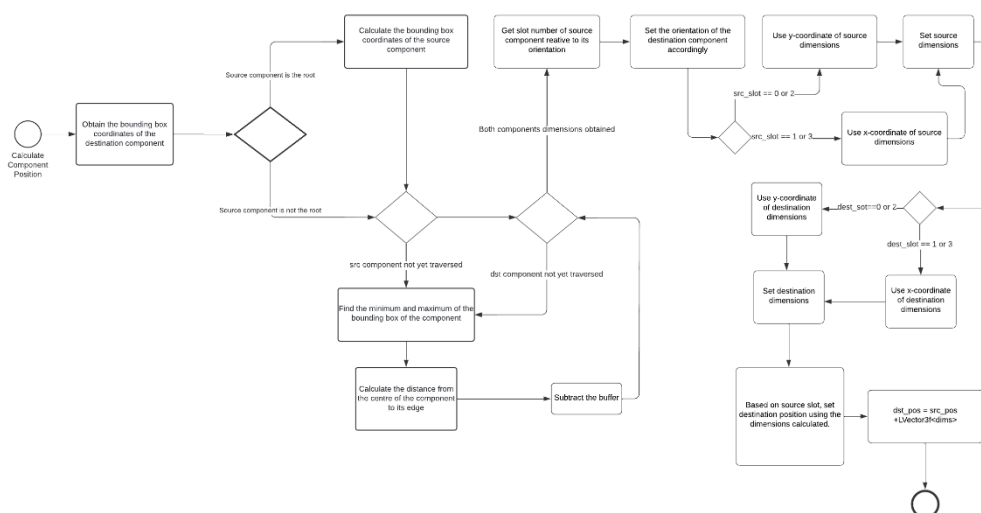 Calculate
Component
Position
Obtain the bounding box
coordinates of the
destination component
Source component is the root
Source component is not the root
Calculate the bounding box
coordinates of the source
component
src component not yet traversed
Find the minimum and maximum of the
bounding box of the component
Calculate the distance from
the centre of the component
to its edge
Subtract the buffer
dst component not yet traversed
Both components dimensions obtained
Get slot number of source
component reative to its
orientation
Set the orientation of the
destination component
accordingly
src_slot == 0 or 2
src_slot == 1 or 3
Use y-coordinate of source
dimensions
Use x-coordinate of source
dimensions
Set source
dimensions
dest_sot==0 or 2
dest_slot == 1 or 3
Use y-coordinate
of destination
dimensions
Use x-coordinate
of destination
dimensions
Set destination
dimensions
Based on source slot, set
destination position using the
dimensions calculated.
dst_pos = src_pos
+LVector3f<dims>